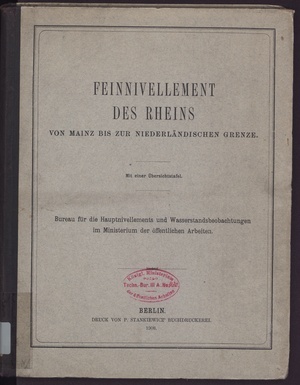 FEINNIVELLEMENT
DES RHEINS
VON MAINZ BIS ZUR NIEDERLÄNDISCHEN GRENZE.
Mit einer Übersichtstafel.
Bureau für die Hauptnivellements und Wasserstandsbeobachtungen
im Ministerium der öffentlichen Arbeiten.
BERLIN.
DRUCK VON P. STANKIEWICZ' BUCHDRUCKEREI.